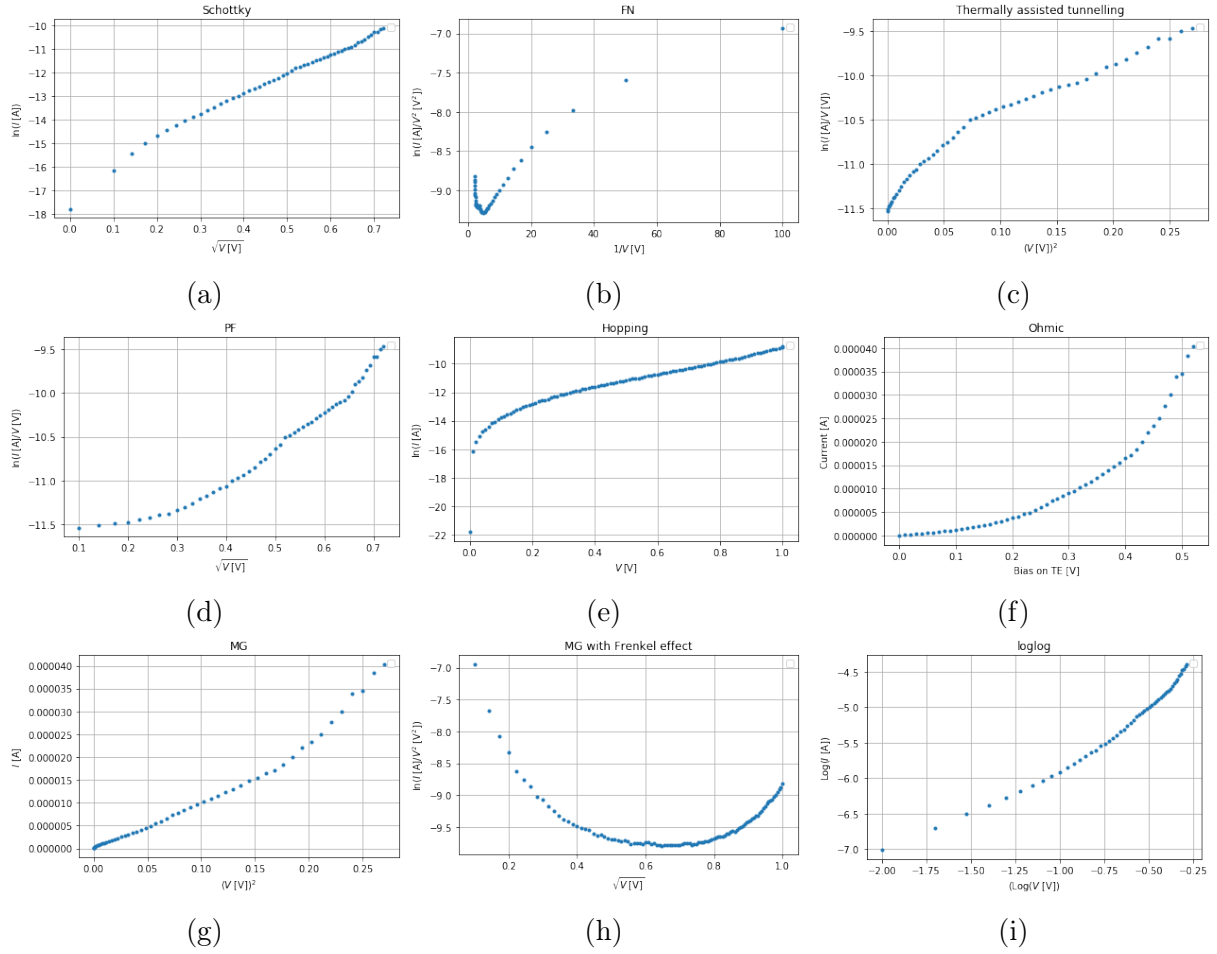 Schottky
−10
−11
−12
−13
−14
−15
−16
−17
−18
ln(I [A])
0.0 0.1 0.2 0.3 0.4 0.5 0.6 0.7
√V [V]
(a)
FN
−7.0
−7.5
−8.0
−8.5
−9.0
ln(I [A]/V² [V²])
0 20 40 60 80 100
1/V [V]
(b)
Thermally assisted tunnelling
−9.5
−10.0
−10.5
−11.0
−11.5
ln(I [A]/V [V])
0.00 0.05 0.10 0.15 0.20 0.25
(V [V])²
(c)
PF
−9.5
−10.0
−10.5
−11.0
−11.5
ln(I [A]/V [V])
0.1 0.2 0.3 0.4 0.5 0.6 0.7
√V [V]
(d)
Hopping
−10
−12
−14
−16
−18
−20
−22
ln(I [A])
0.0 0.2 0.4 0.6 0.8 1.0
V [V]
(e)
Ohmic
0.000040
0.000035
0.000030
0.000025
0.000020
0.000015
0.000010
0.000005
0.000000
Current [A]
0.0 0.1 0.2 0.3 0.4 0.5
Bias on TE [V]
(f)
MG
0.000040
0.000035
0.000030
0.000025
0.000020
0.000015
0.000010
0.000005
0.000000
I [A]
0.00 0.05 0.10 0.15 0.20 0.25
(V [V])²
(g)
MG with Frenkel effect
−7.0
−7.5
−8.0
−8.5
−9.0
−9.5
ln(I [A]/V² [V²])
0.2 0.4 0.6 0.8 1.0
√V [V]
(h)
loglog
−4.5
−5.0
−5.5
−6.0
−6.5
−7.0
Log(I [A])
−2.00 −1.75 −1.50 −1.25 −1.00 −0.75 −0.50 −0.25
(Log(V [V])
(i)